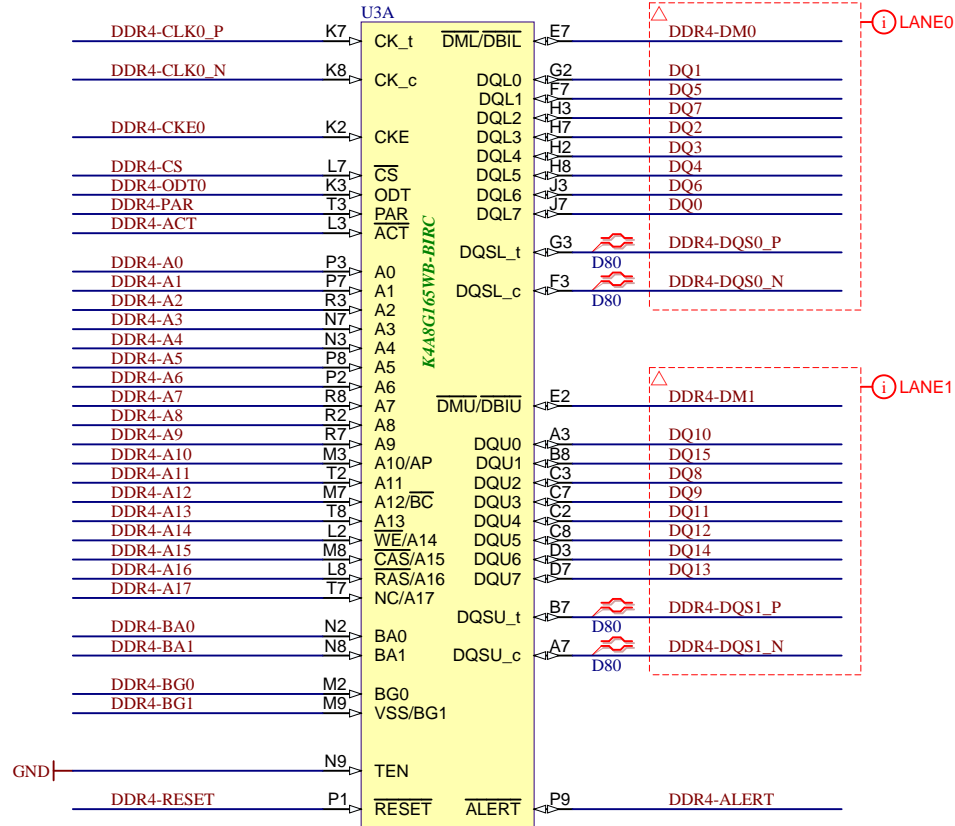 U3A
DDR4-CLK0_P K7 CK_t DML/DBIL E7 DDR4-DM0 LANE0
DDR4-CLK0_N K8 CK_c DQL0 G2 DQ1
DQL1 F7 DQ5
DQL2 H3 DQ7
DDR4-CKE0 K2 CKE DQL3 H7 DQ2
DQL4 H2 DQ3
DDR4-CS L7 CS DQL5 H8 DQ4
DDR4-ODT0 K3 ODT DQL6 J3 DQ6
DDR4-PAR T3 PAR DQL7 J7 DQ0
DDR4-ACT L3 ACT
DQSL_t G3 D80 DDR4-DQS0_P
DDR4-A0 P3 A0
DDR4-A1 P7 A1 DQSL_c F3 D80 DDR4-DQS0_N
DDR4-A2 R3 A2
DDR4-A3 N7 A3
K4A8G165WB-BIRC
DDR4-A4 N3 A4
DDR4-A5 P8 A5
DDR4-A6 P2 A6
DDR4-A7 R8 A7 DMU/DBIU E2 DDR4-DM1 LANE1
DDR4-A8 R2 A8
DDR4-A9 R7 A9 DQU0 A3 DQ10
DDR4-A10 M3 A10/AP DQU1 B8 DQ15
DDR4-A11 T2 A11 DQU2 C3 DQ8
DDR4-A12 M7 A12/BC DQU3 C7 DQ9
DDR4-A13 T8 A13 DQU4 C2 DQ11
DDR4-A14 L2 WE/A14 DQU5 C8 DQ12
DDR4-A15 M8 CAS/A15 DQU6 D3 DQ14
DDR4-A16 L8 RAS/A16 DQU7 D7 DQ13
DDR4-A17 T7 NC/A17
DQSU_t B7 D80 DDR4-DQS1_P
DDR4-BA0 N2 BA0
DDR4-BA1 N8 BA1 DQSU_c A7 D80 DDR4-DQS1_N
DDR4-BG0 M2 BG0
DDR4-BG1 M9 VSS/BG1
GND N9 TEN
DDR4-RESET P1 RESET ALERT P9 DDR4-ALERT